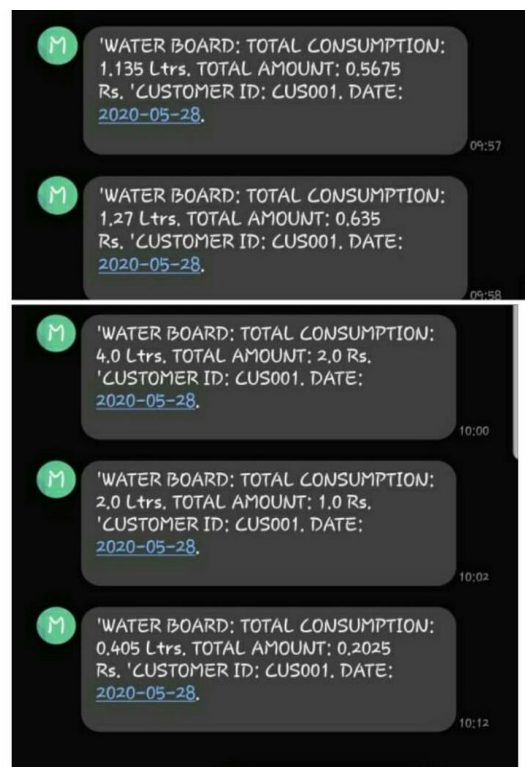 M
'WATER BOARD: TOTAL CONSUMPTION:
1.135 Ltrs. TOTAL AMOUNT: 0.5675
Rs. 'CUSTOMER ID: CUS001. DATE:
2020-05-28.
09:57
M
'WATER BOARD: TOTAL CONSUMPTION:
1.27 Ltrs. TOTAL AMOUNT: 0.635
Rs. 'CUSTOMER ID: CUS001. DATE:
2020-05-28.
09:58
M
'WATER BOARD: TOTAL CONSUMPTION:
4.0 Ltrs. TOTAL AMOUNT: 2.0 Rs.
'CUSTOMER ID: CUS001. DATE:
2020-05-28.
10:00
M
'WATER BOARD: TOTAL CONSUMPTION:
2.0 Ltrs. TOTAL AMOUNT: 1.0 Rs.
'CUSTOMER ID: CUS001. DATE:
2020-05-28.
10:02
M
'WATER BOARD: TOTAL CONSUMPTION:
0.405 Ltrs. TOTAL AMOUNT: 0.2025
Rs. 'CUSTOMER ID: CUS001. DATE:
2020-05-28.
10:12